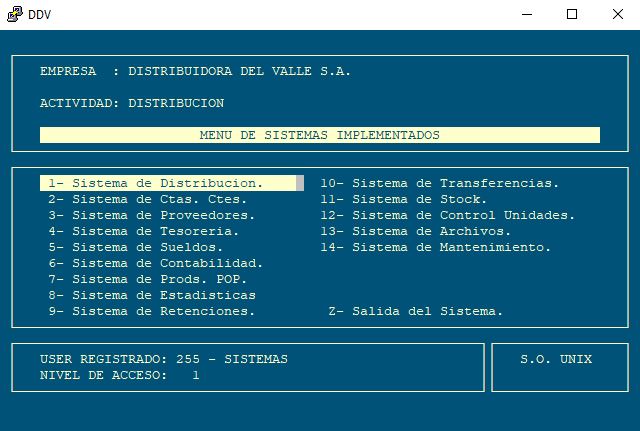 DDV
EMPRESA : DISTRIBUIDORA DEL VALLE S.A.
ACTIVIDAD: DISTRIBUCION
MENU DE SISTEMAS IMPLEMENTADOS
1- Sistema de Distribucion. 10- Sistema de Transferencias.
2- Sistema de Ctas. Ctes. 11- Sistema de Stock.
3- Sistema de Proveedores. 12- Sistema de Control Unidades.
4- Sistema de Tesoreria. 13- Sistema de Archivos.
5- Sistema de Sueldos. 14- Sistema de Mantenimiento.
6- Sistema de Contabilidad.
7- Sistema de Prods. POP.
8- Sistema de Estadisticas
9- Sistema de Retenciones. Z- Salida del Sistema.
USER REGISTRADO: 255 - SISTEMAS S.O. UNIX
NIVEL DE ACCESO: 1